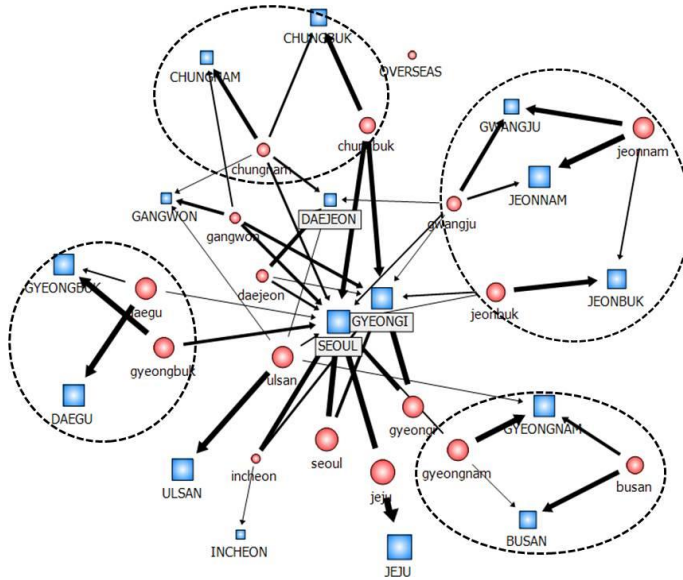 CHUNGBUK
CHUNGNAM
OVERSEAS
chungbuk
GWANGJU
jeonnam
chungnam
JEONNAM
GANGWON
DAEJEON
gwangju
gangwon
GYEONGBUK
daegu
daejeon
JEONBUK
jeonbuk
GYEONGI
SEOUL
gyeongbuk
ulsan
DAEGU
gyeongi
GYEONGNAM
seoul
gyeongnam
incheon
busan
ULSAN
jeju
INCHEON
BUSAN
JEJU